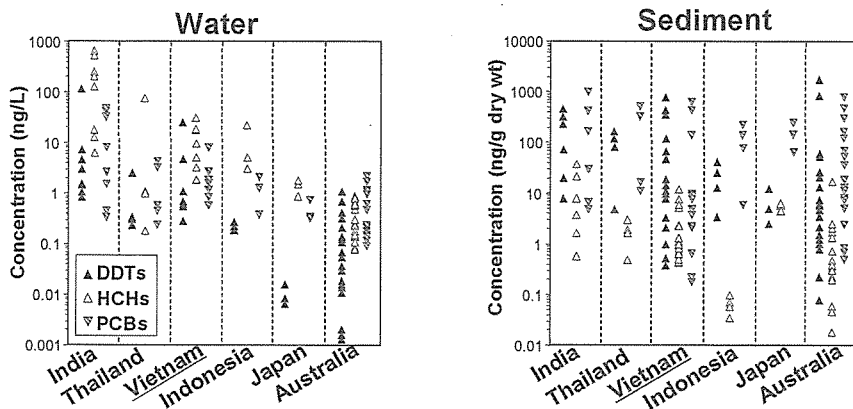 Water
Concentration (ng/L)
1000
100
10
1
0.1
0.01
0.001
DDTs
HCHs
PCBs
India
Thailand
Vietnam
Indonesia
Japan
Australia
Sediment
Concentration (ng/g dry wt)
10000
1000
100
10
1
0.1
0.01
India
Thailand
Vietnam
Indonesia
Japan
Australia